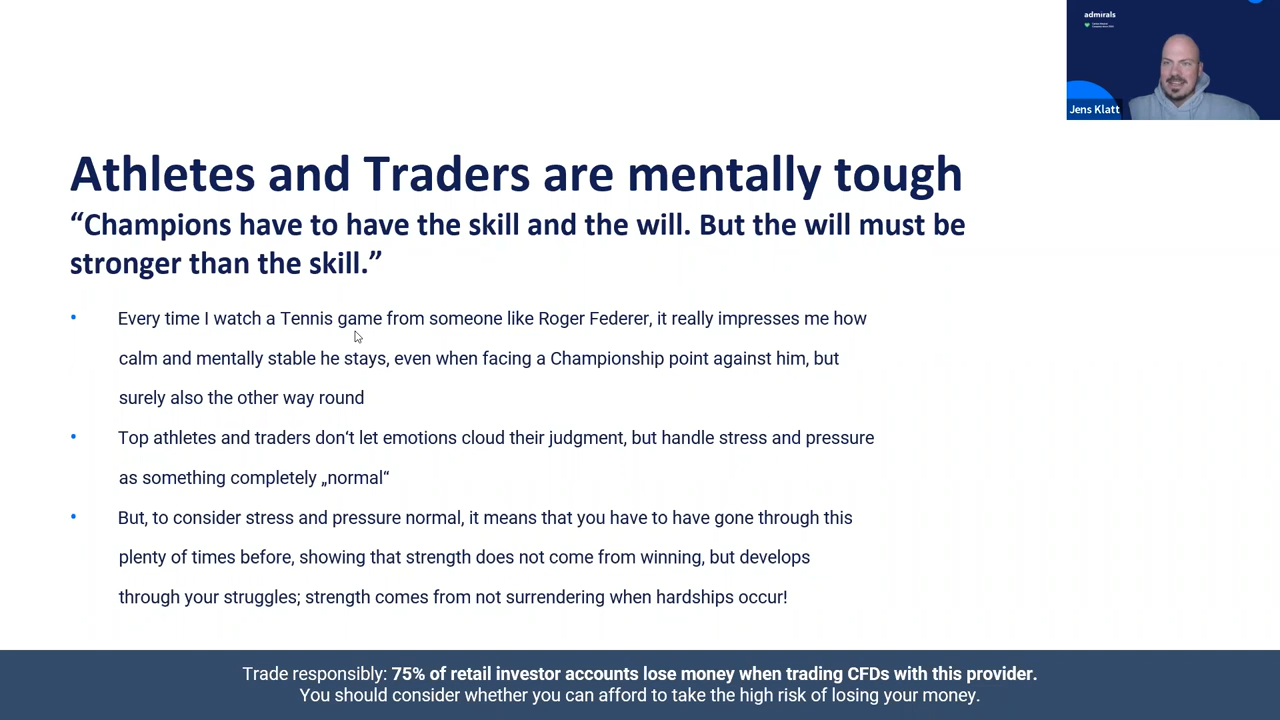 admirals
Jens Klatt
Athletes and Traders are mentally tough
“Champions have to have the skill and the will. But the will must be
stronger than the skill.”
• Every time I watch a Tennis game from someone like Roger Federer, it really impresses me how
calm and mentally stable he stays, even when facing a Championship point against him, but
surely also the other way round
• Top athletes and traders don‘t let emotions cloud their judgment, but handle stress and pressure
as something completely „normal“
• But, to consider stress and pressure normal, it means that you have to have gone through this
plenty of times before, showing that strength does not come from winning, but develops
through your struggles; strength comes from not surrendering when hardships occur!
Trade responsibly: 75% of retail investor accounts lose money when trading CFDs with this provider.
You should consider whether you can afford to take the high risk of losing your money.